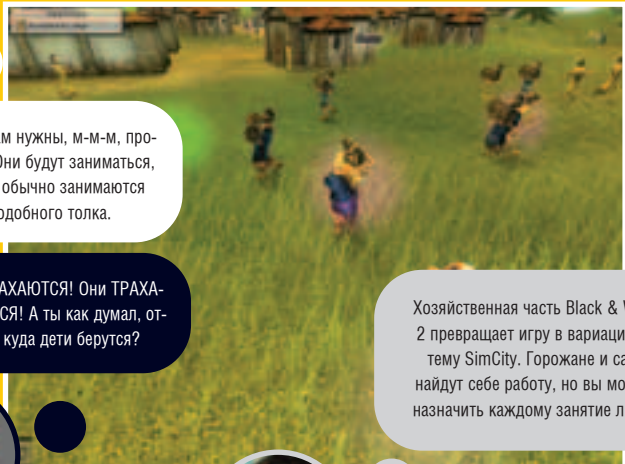 ам нужны, м-м-м, про-
Они будут заниматься,
обычно занимаются
одобного толка.
АХАЮТСЯ! Они ТРАХА-
СЯ! А ты как думал, от-
куда дети берутся?
Хозяйственная часть Black & W
2 превращает игру в вариаци
тему SimCity. Горожане и са
найдут себе работу, но вы мо
назначить каждому занятие л